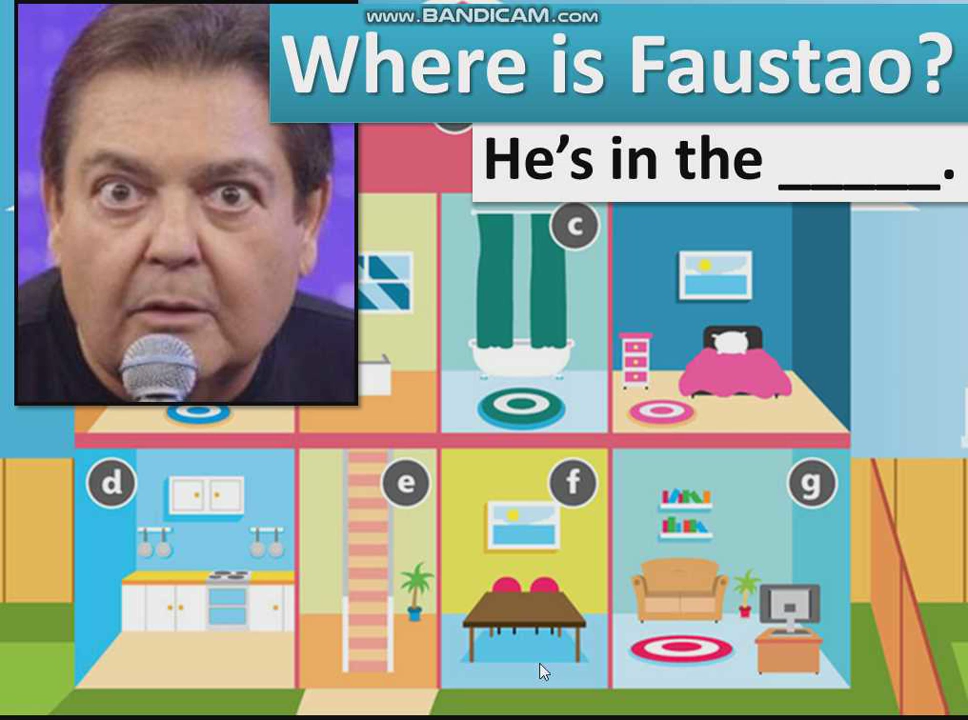 www.BANDICAM.com
Where is Faustao?
He's in the _____.
c
d
e
f
g